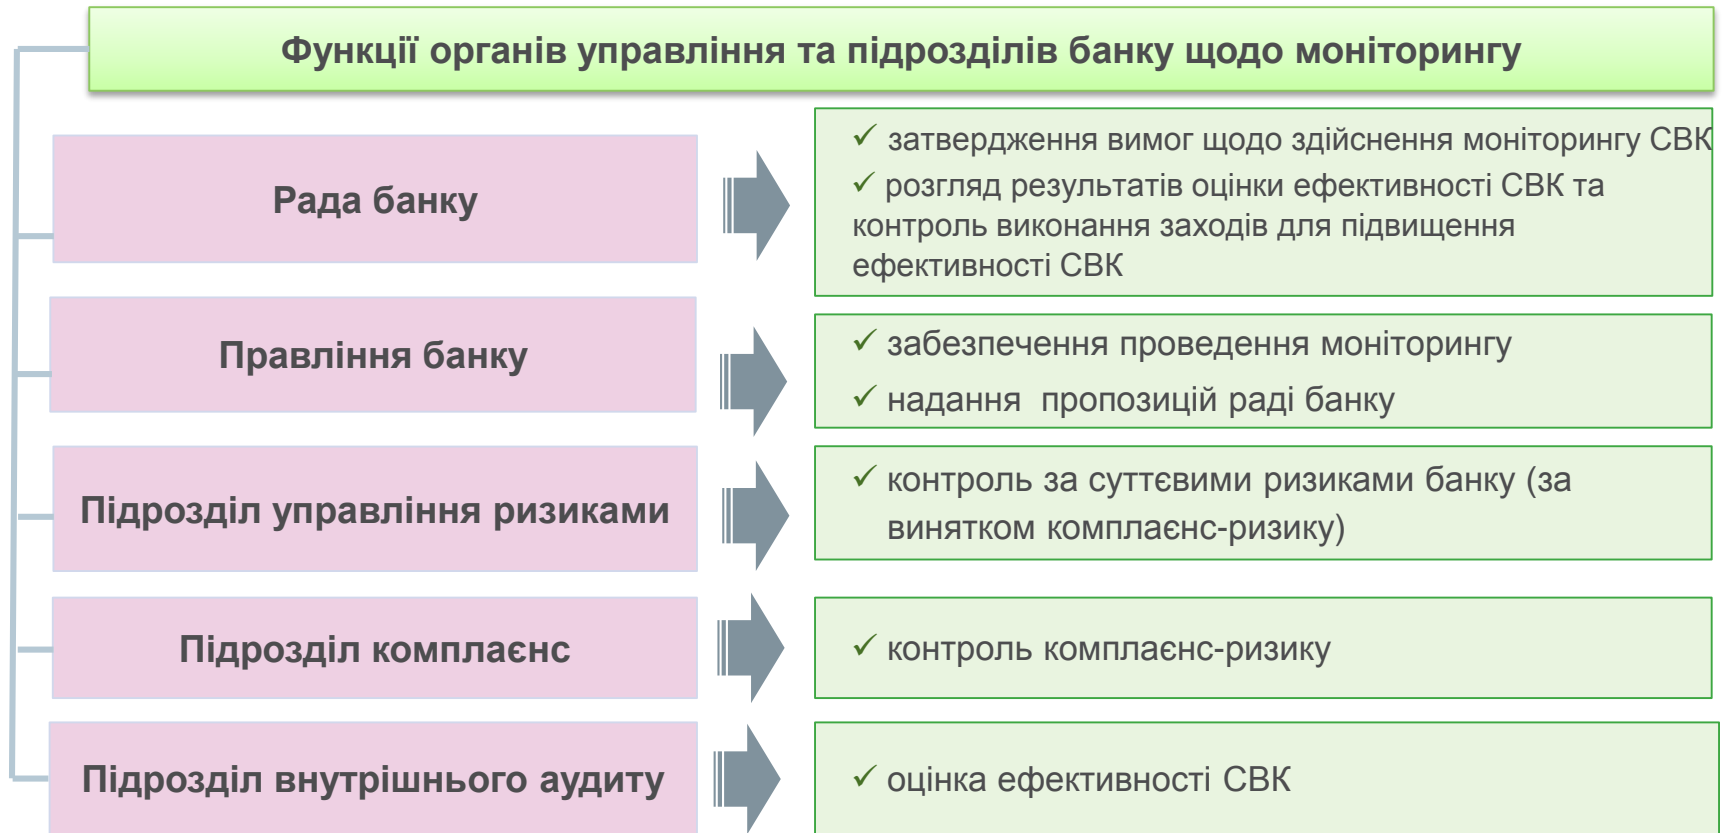 Функції органів управління та підрозділів банку щодо моніторингу
Рада банку
✓ затвердження вимог щодо здійснення моніторингу СВК
✓ розгляд результатів оцінки ефективності СВК та
контроль виконання заходів для підвищення
ефективності СВК
Правління банку
✓ забезпечення проведення моніторингу
✓ надання пропозицій раді банку
Підрозділ управління ризиками
✓ контроль за суттєвими ризиками банку (за
винятком комплаєнс-ризику)
Підрозділ комплаєнс
✓ контроль комплаєнс-ризику
Підрозділ внутрішнього аудиту
✓ оцінка ефективності СВК